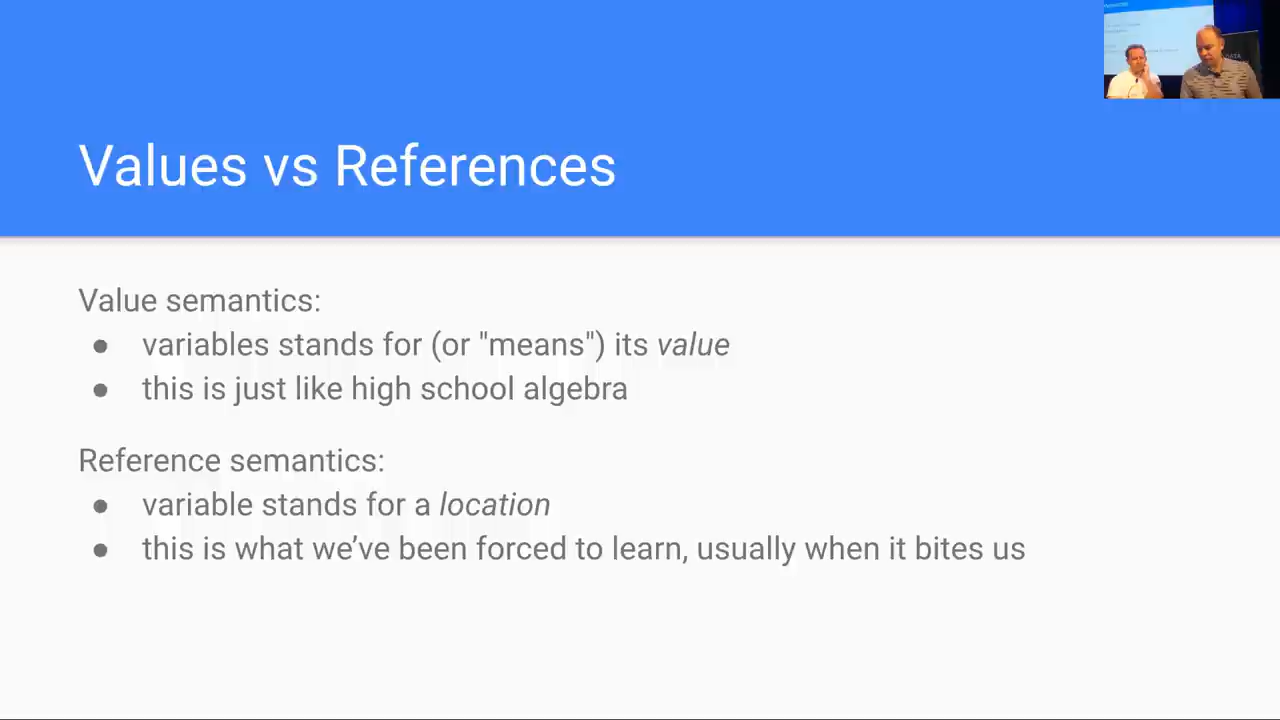 Values vs References
Value semantics:
● variables stands for (or "means") its value
● this is just like high school algebra
Reference semantics:
● variable stands for a location
● this is what we’ve been forced to learn, usually when it bites us
DATA